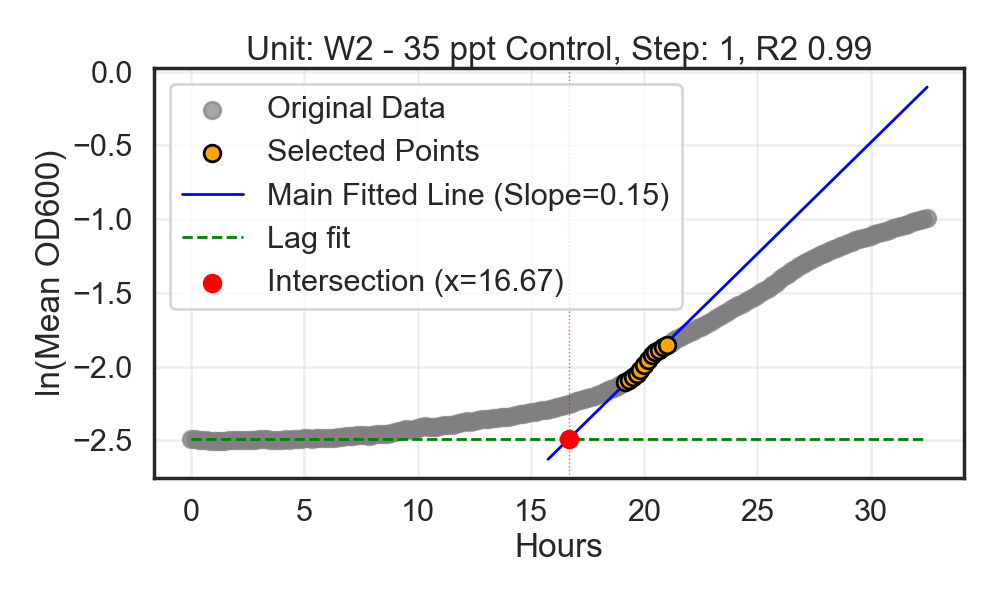 Unit: W2 - 35 ppt Control, Step: 1, R2 0.99
0.0
−0.5
−1.0
−1.5
−2.0
−2.5
ln(Mean OD600)
Original Data
Selected Points
Main Fitted Line (Slope=0.15)
Lag fit
Intersection (x=16.67)
0 5 10 15 20 25 30
Hours